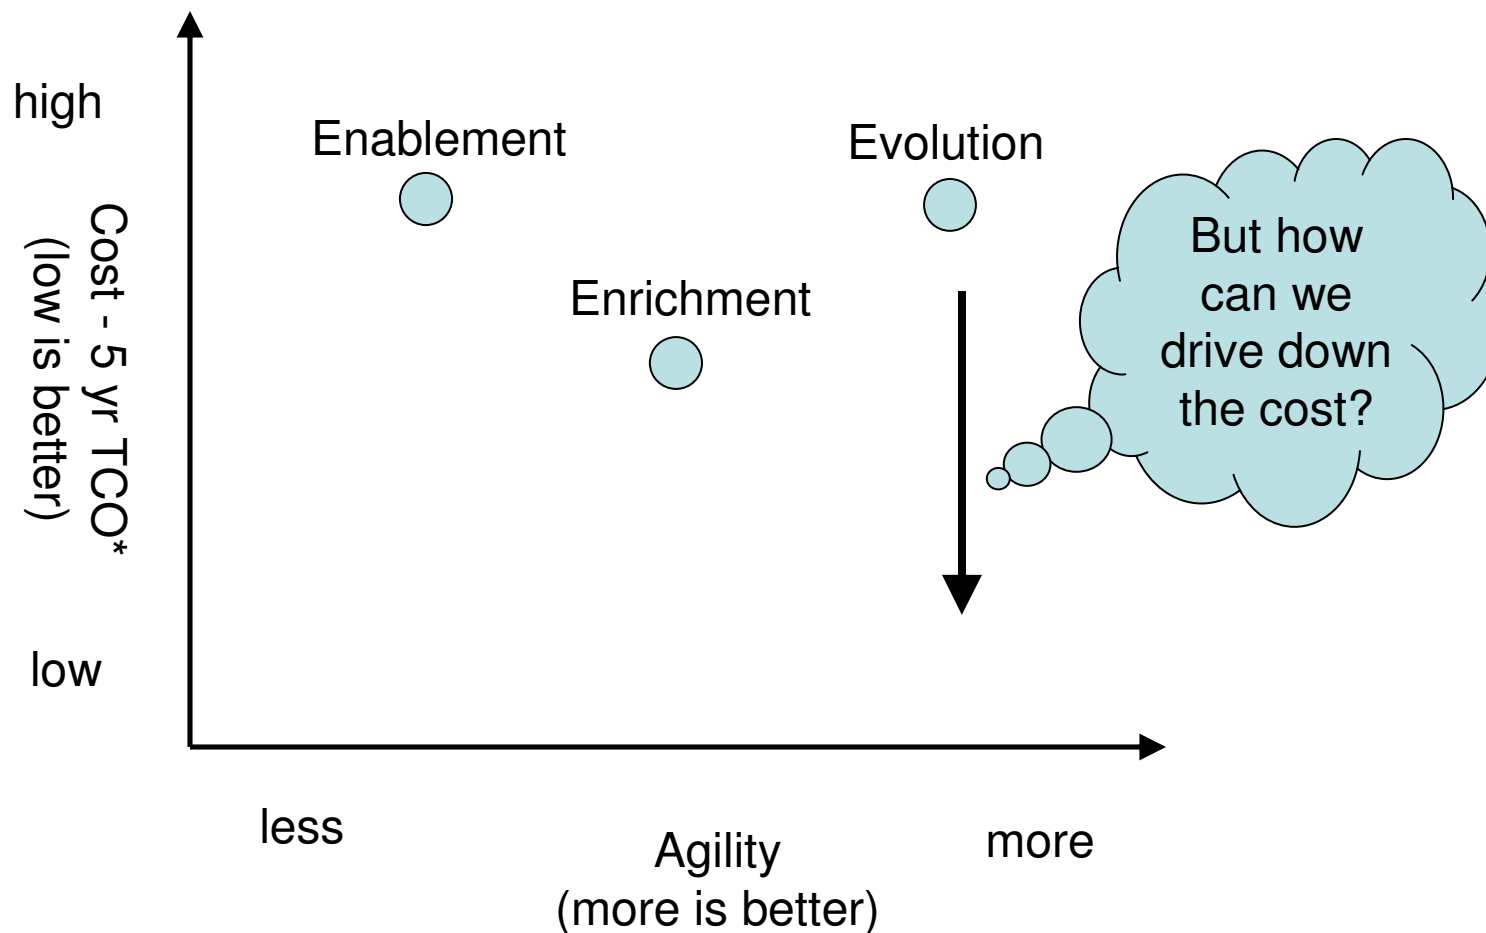 high
Enablement
Evolution
But how
can we
drive down
the cost?
Enrichment
Cost - 5 yr TCO*
(low is better)
low
less
Agility
(more is better)
more